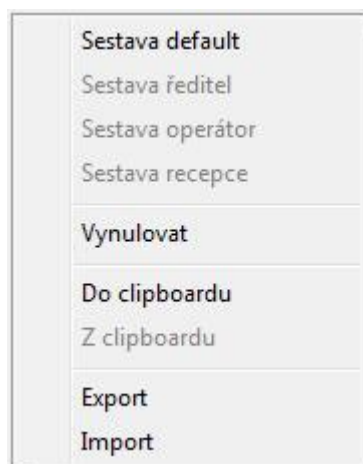 Sestava default
Sestava ředitel
Sestava operátor
Sestava recepce
Vynulovat
Do clipboardu
Z clipboardu
Export
Import